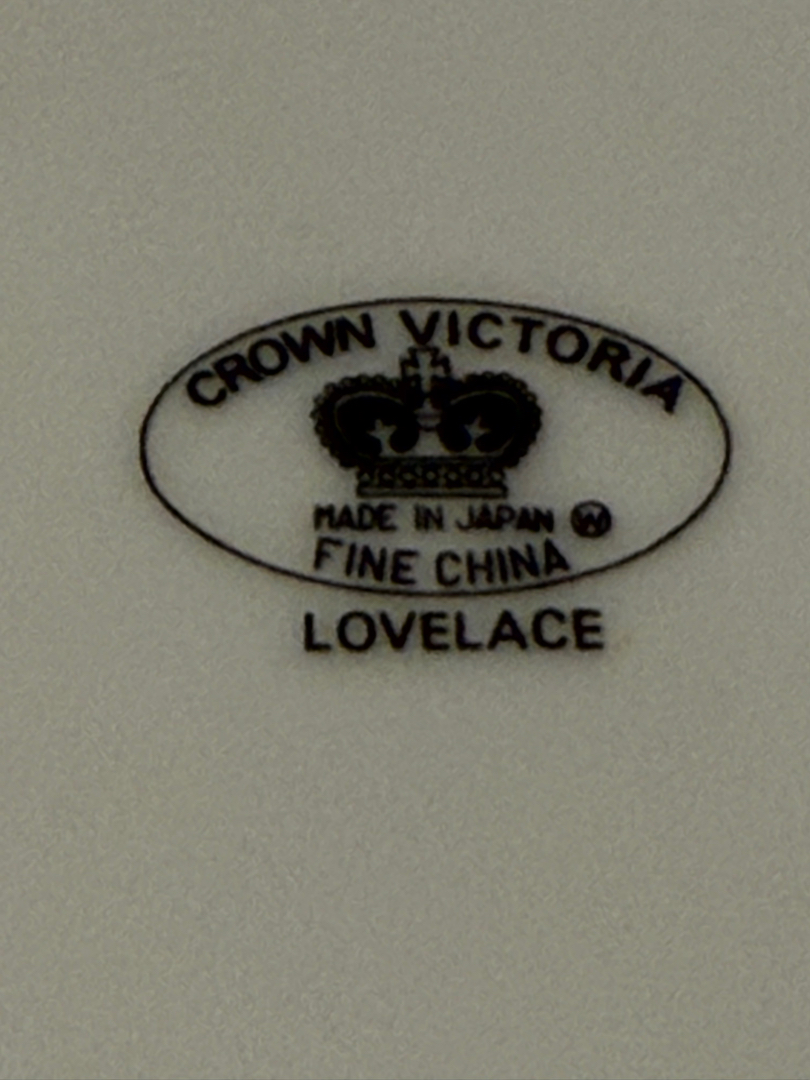 CROWN VICTORIA
MADE IN JAPAN Ⓦ
FINE CHINA
LOVELACE